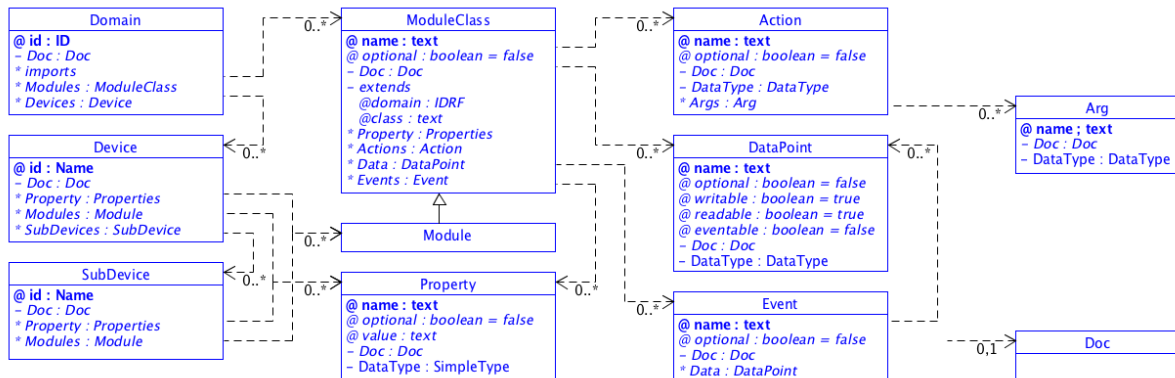 Domain
@ id : ID
– Doc : Doc
* imports
* Modules : ModuleClass
* Devices : Device
0..*
0..*
Device
@ id : Name
– Doc : Doc
* Property : Properties
* Modules : Module
* SubDevices : SubDevice
0..*
SubDevice
@ id : Name
– Doc : Doc
* Property : Properties
* Modules : Module
ModuleClass
@ name : text
@ optional : boolean = false
– Doc : Doc
– extends
@domain : IDRF
@class : text
* Property : Properties
* Actions : Action
* Data : DataPoint
* Events : Event
0..*
Module
0..*
Property
@ name : text
@ optional : boolean = false
@ value : text
– Doc : Doc
– DataType : SimpleType
0..*
0..*
Action
@ name : text
@ optional : boolean = false
– Doc : Doc
– DataType : DataType
* Args : Arg
0..*
DataPoint
@ name : text
@ optional : boolean = false
@ writable : boolean = true
@ readable : boolean = true
@ eventable : boolean = false
– Doc : Doc
– DataType : DataType
0..*
0..*
Event
@ name : text
@ optional : boolean = false
– Doc : Doc
* Data : DataPoint
0..*
Arg
@ name ; text
– Doc : Doc
– DataType : DataType
0,1
Doc